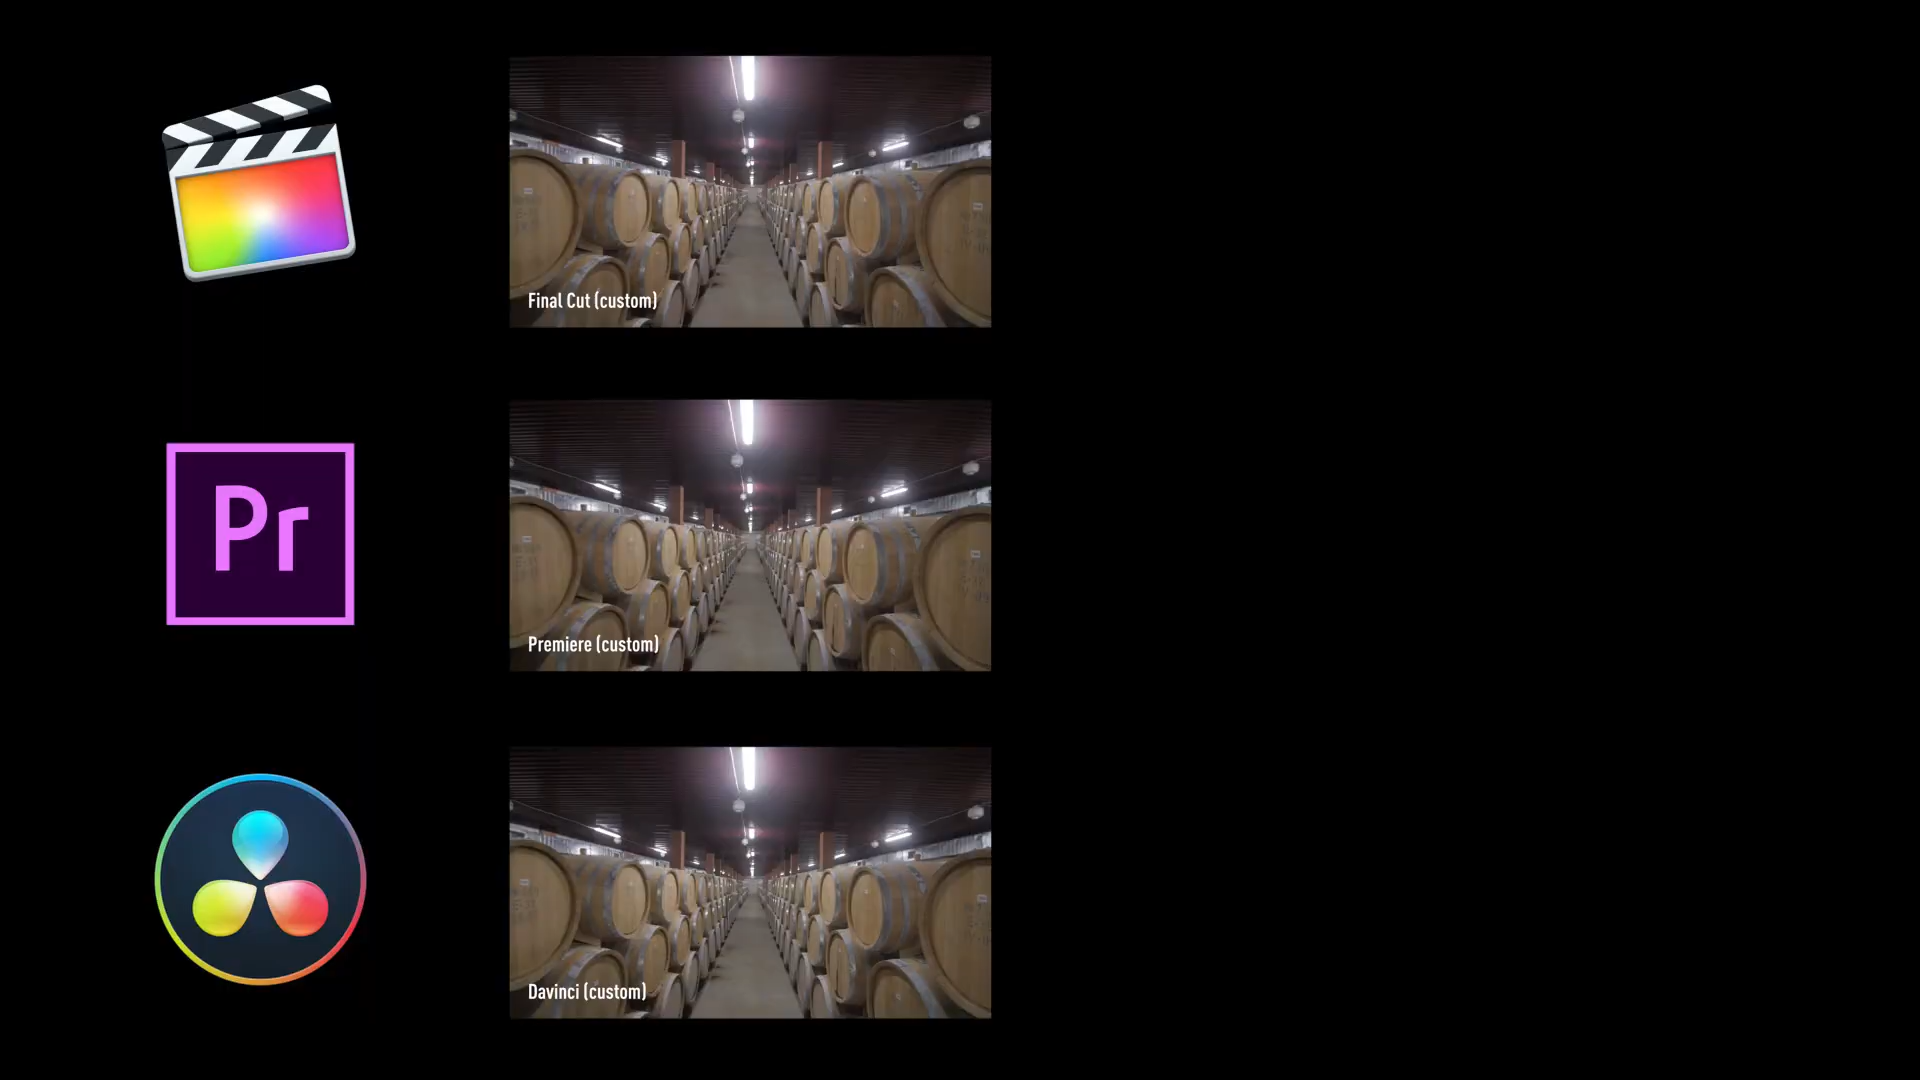 Final Cut (custom)
Pr
Premiere (custom)
Davinci (custom)